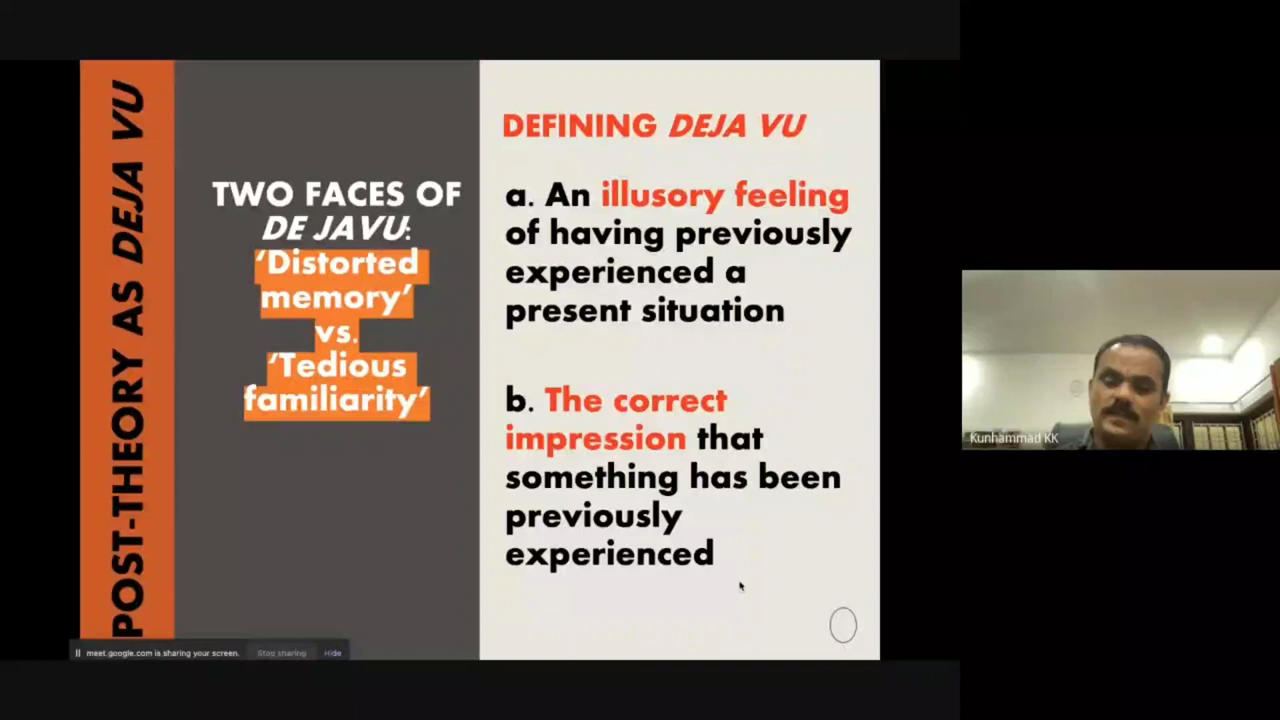 POST-THEORY AS DEJA VU
TWO FACES OF
DE JAVU:
‘Distorted
memory’
vs.
‘Tedious
familiarity’
DEFINING DEJA VU
a. An illusory feeling
of having previously
experienced a
present situation
b. The correct
impression that
something has been
previously
experienced
Kunhammad KK
meet.google.com is sharing your screen.
Stop sharing
Hide